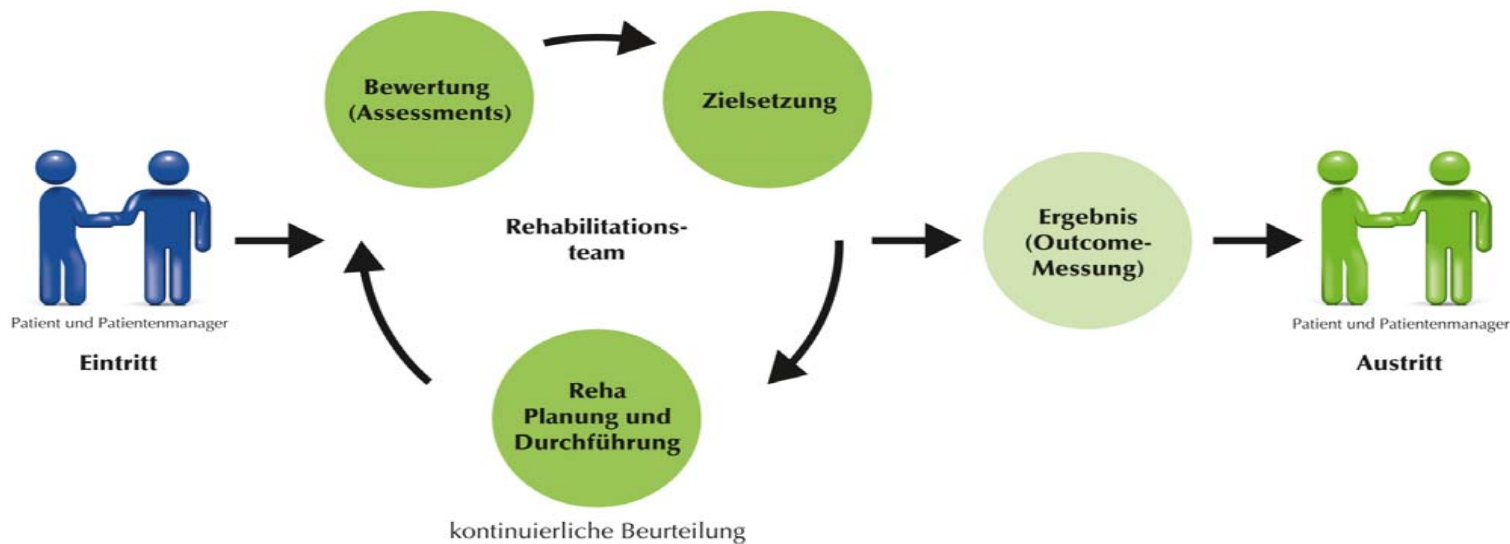 Bewertung
(Assessments)
Zielsetzung
Rehabilitations-
team
Ergebnis
(Outcome-
Messung)
Patient und Patientenmanager
Eintritt
Patient und Patientenmanager
Austritt
Reha
Planung und
Durchführung
kontinuierliche Beurteilung